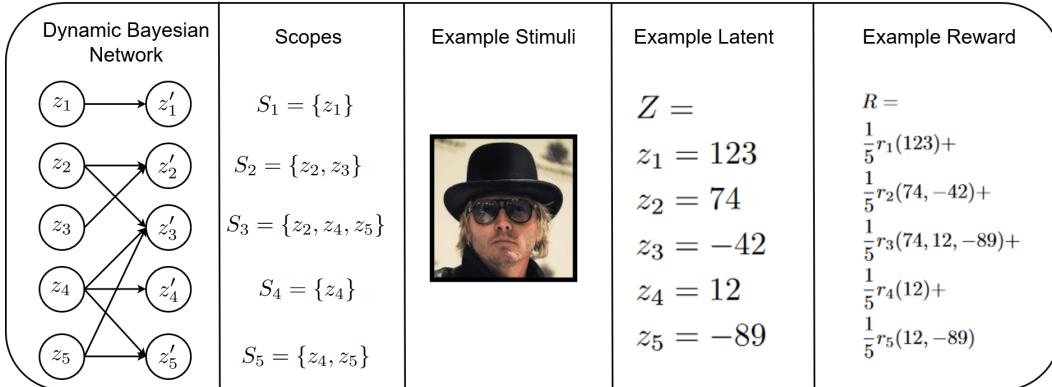 Dynamic Bayesian
Network
z₁ z′₁
z₂ z′₂
z₃ z′₃
z₄ z′₄
z₅ z′₅
Scopes
S₁ = {z₁}
S₂ = {z₂, z₃}
S₃ = {z₂, z₄, z₅}
S₄ = {z₄}
S₅ = {z₄, z₅}
Example Stimuli
Example Latent
Z =
z₁ = 123
z₂ = 74
z₃ = −42
z₄ = 12
z₅ = −89
Example Reward
R =
1/5 r₁(123)+
1/5 r₂(74, −42)+
1/5 r₃(74, 12, −89)+
1/5 r₄(12)+
1/5 r₅(12, −89)